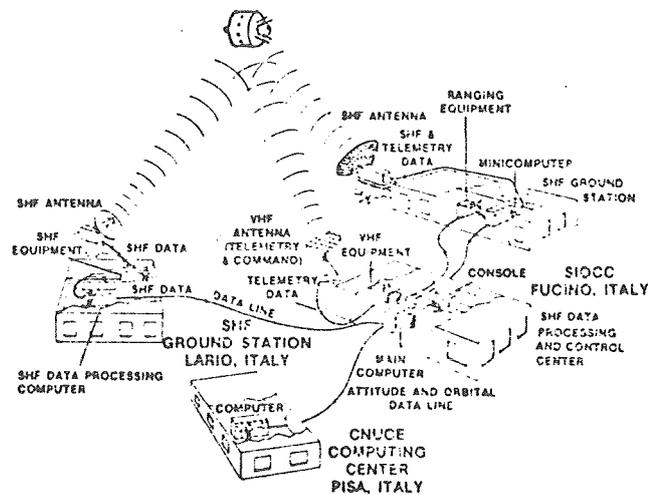 RANGING
EQUIPMENT
SHF ANTENNA
SHF &
TELEMETRY
DATA
MINICOMPUTER
SHF GROUND
STATION
SHF ANTENNA
SHF
EQUIPMENT
SHF DATA
SHF DATA
VHF
ANTENNA
(TELEMETRY
& COMMAND)
VHF
EQUIPMENT
TELEMETRY
DATA
DATA LINE
CONSOLE
SIOCC
FUCINO, ITALY
SHF
GROUND STATION
LARIO, ITALY
SHF DATA
PROCESSING
AND CONTROL
CENTER
MAIN
COMPUTER
SHF DATA PROCESSING
COMPUTER
ATTITUDE AND ORBITAL
DATA LINE
COMPUTER
CNUCE
COMPUTING
CENTER
PISA, ITALY